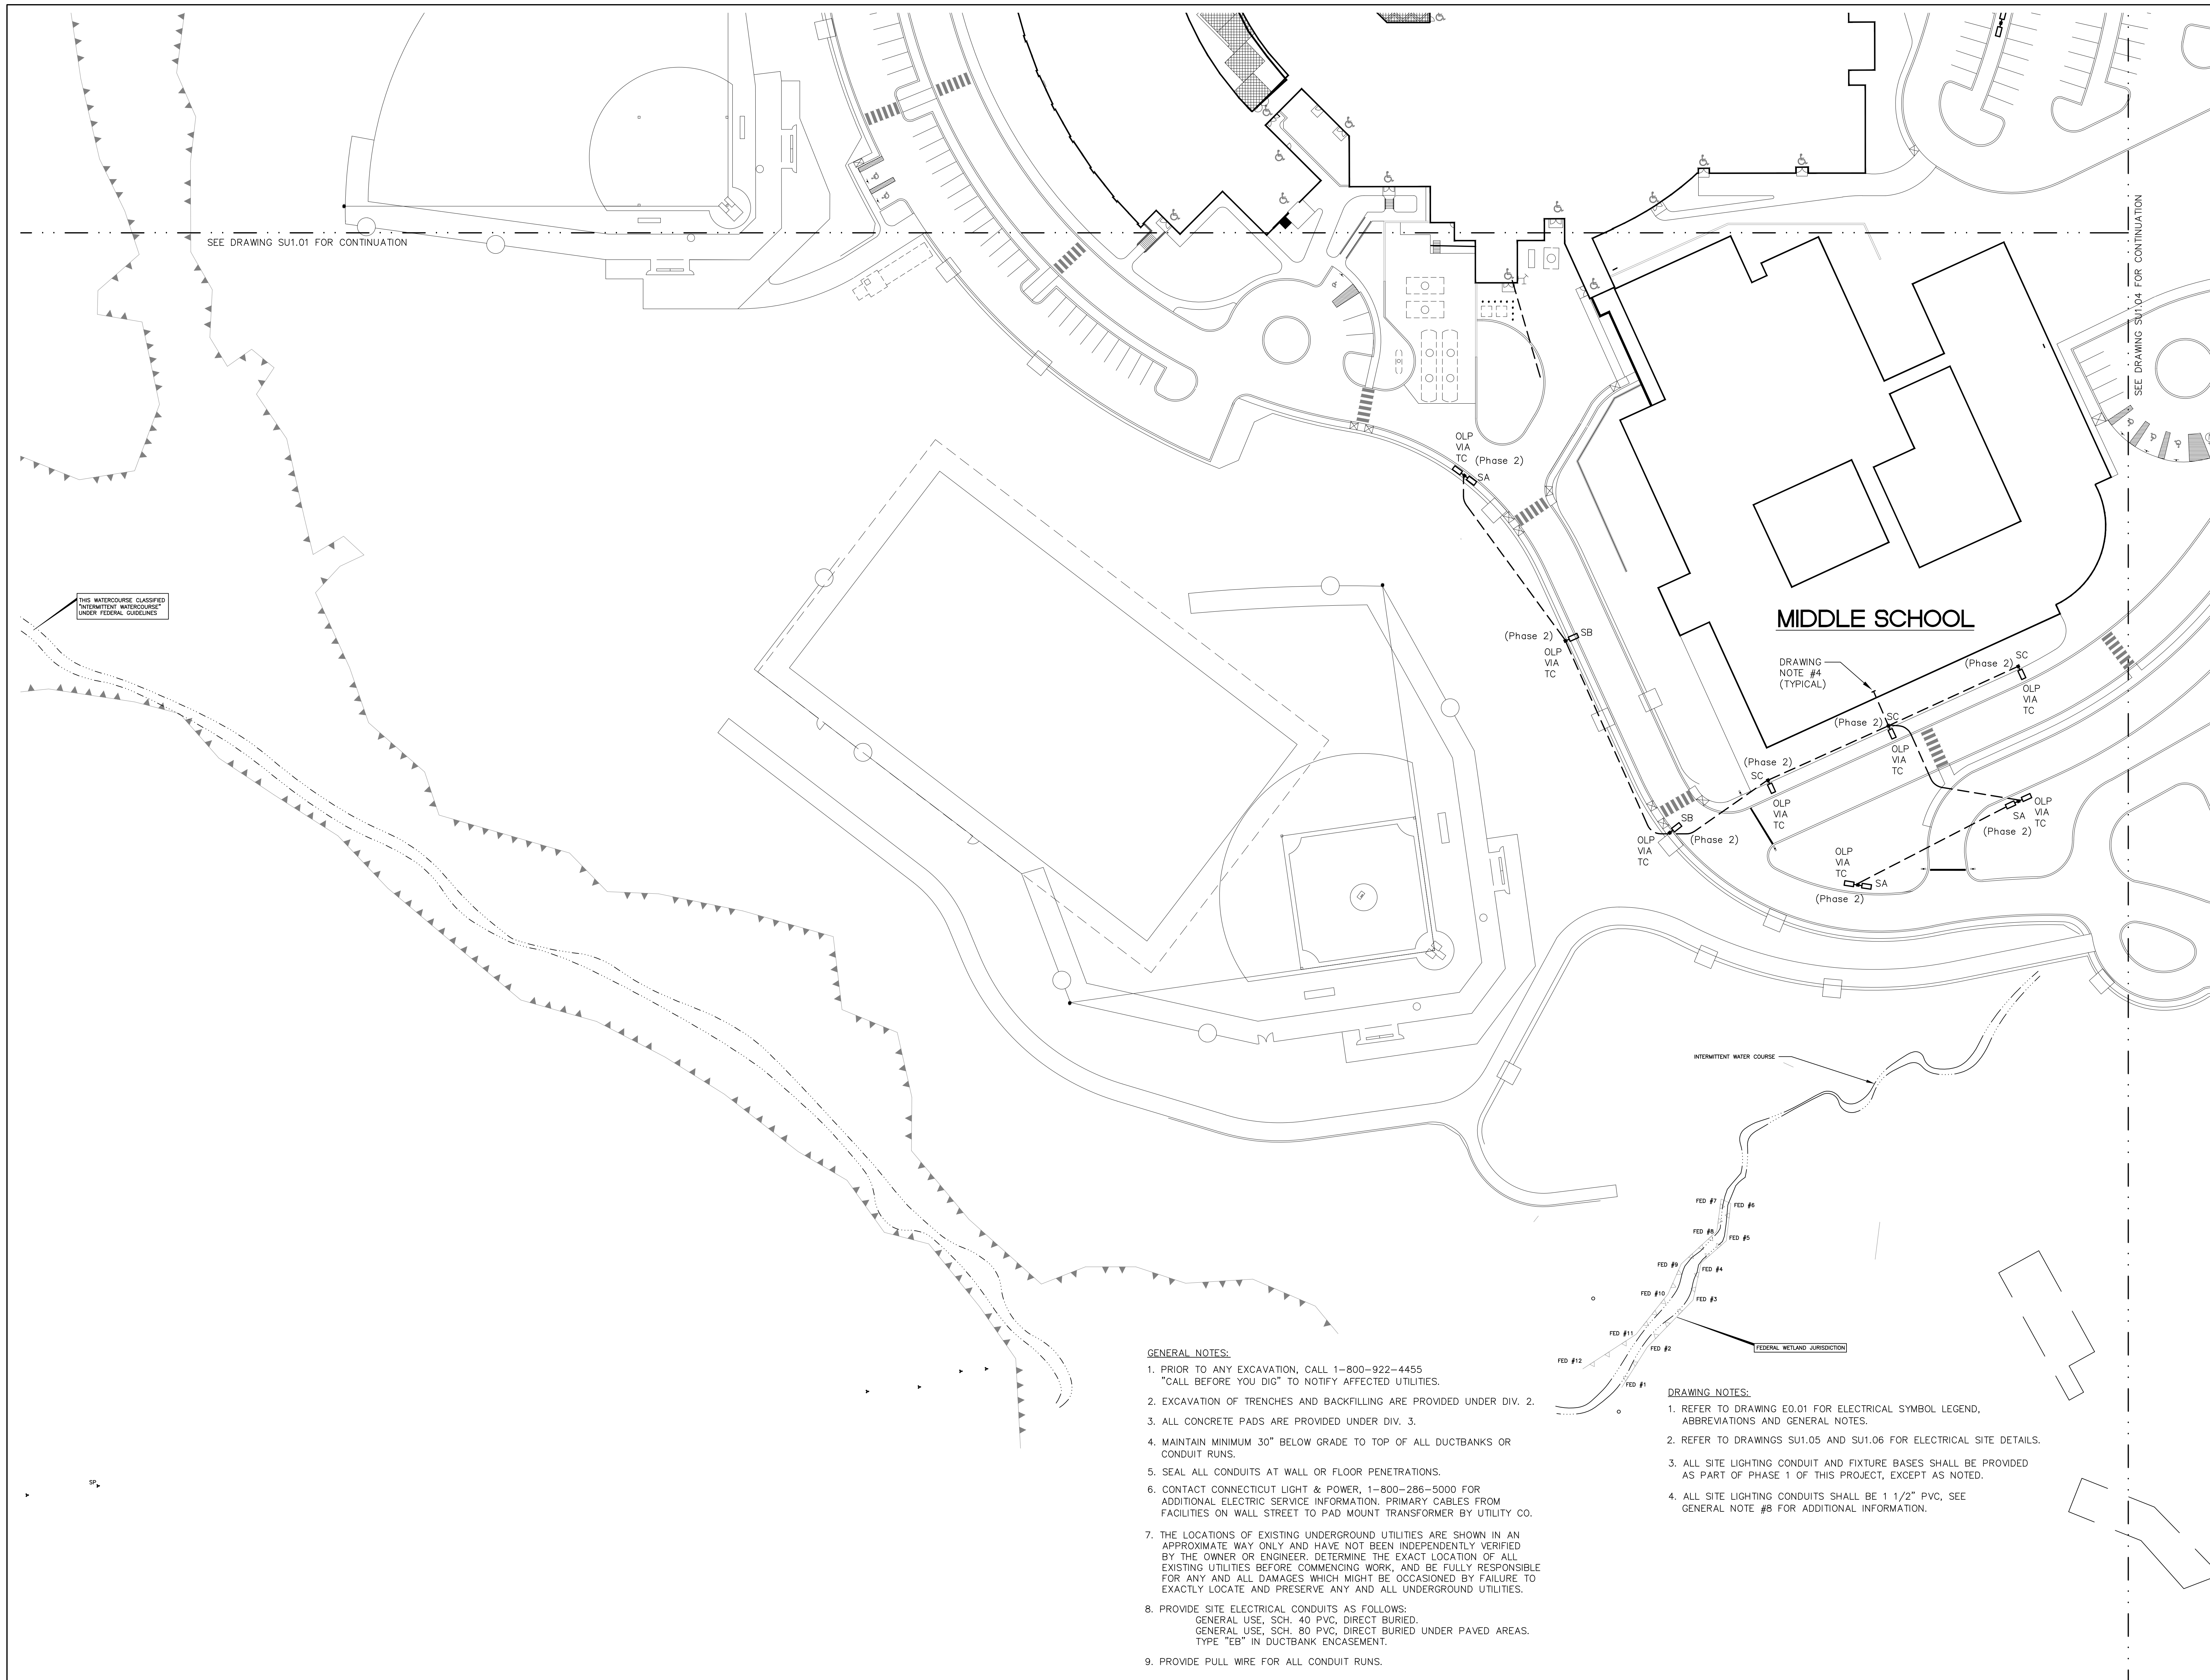 SEE DRAWING SU1.01 FOR CONTINUATION
SEE DRAWING SU1.04 FOR CONTINUATION
THIS WATERCOURSE CLASSIFIED
"INTERMITTENT WATERCOURSE"
UNDER FEDERAL GUIDELINES
OLP
VIA
TC (Phase 2)
SA
(Phase 2) SB
OLP
VIA
TC
MIDDLE SCHOOL
DRAWING
NOTE #4
(TYPICAL)
(Phase 2) SC
OLP
VIA
TC
(Phase 2) SC
OLP
VIA
TC
(Phase 2)
SC
OLP
VIA
TC
SA
OLP
VIA
TC
(Phase 2)
SB
(Phase 2)
OLP
VIA
TC
OLP
VIA
TC
SA
(Phase 2)
INTERMITTENT WATER COURSE
FED #7
FED #6
FED #8
FED #5
FED #9
FED #4
FED #10
FED #3
FED #11
FED #2
FED #12
FED #1
FEDERAL WETLAND JURISDICTION
SP
GENERAL NOTES:
1. PRIOR TO ANY EXCAVATION, CALL 1-800-922-4455
"CALL BEFORE YOU DIG" TO NOTIFY AFFECTED UTILITIES.
2. EXCAVATION OF TRENCHES AND BACKFILLING ARE PROVIDED UNDER DIV. 2.
3. ALL CONCRETE PADS ARE PROVIDED UNDER DIV. 3.
4. MAINTAIN MINIMUM 30" BELOW GRADE TO TOP OF ALL DUCTBANKS OR
CONDUIT RUNS.
5. SEAL ALL CONDUITS AT WALL OR FLOOR PENETRATIONS.
6. CONTACT CONNECTICUT LIGHT & POWER, 1-800-286-5000 FOR
ADDITIONAL ELECTRIC SERVICE INFORMATION. PRIMARY CABLES FROM
FACILITIES ON WALL STREET TO PAD MOUNT TRANSFORMER BY UTILITY CO.
7. THE LOCATIONS OF EXISTING UNDERGROUND UTILITIES ARE SHOWN IN AN
APPROXIMATE WAY ONLY AND HAVE NOT BEEN INDEPENDENTLY VERIFIED
BY THE OWNER OR ENGINEER. DETERMINE THE EXACT LOCATION OF ALL
EXISTING UTILITIES BEFORE COMMENCING WORK, AND BE FULLY RESPONSIBLE
FOR ANY AND ALL DAMAGES WHICH MIGHT BE OCCASIONED BY FAILURE TO
EXACTLY LOCATE AND PRESERVE ANY AND ALL UNDERGROUND UTILITIES.
8. PROVIDE SITE ELECTRICAL CONDUITS AS FOLLOWS:
GENERAL USE, SCH. 40 PVC, DIRECT BURIED.
GENERAL USE, SCH. 80 PVC, DIRECT BURIED UNDER PAVED AREAS.
TYPE "EB" IN DUCTBANK ENCASEMENT.
9. PROVIDE PULL WIRE FOR ALL CONDUIT RUNS.
DRAWING NOTES:
1. REFER TO DRAWING E0.01 FOR ELECTRICAL SYMBOL LEGEND,
ABBREVIATIONS AND GENERAL NOTES.
2. REFER TO DRAWINGS SU1.05 AND SU1.06 FOR ELECTRICAL SITE DETAILS.
3. ALL SITE LIGHTING CONDUIT AND FIXTURE BASES SHALL BE PROVIDED
AS PART OF PHASE 1 OF THIS PROJECT, EXCEPT AS NOTED.
4. ALL SITE LIGHTING CONDUITS SHALL BE 1 1/2" PVC, SEE
GENERAL NOTE #8 FOR ADDITIONAL INFORMATION.